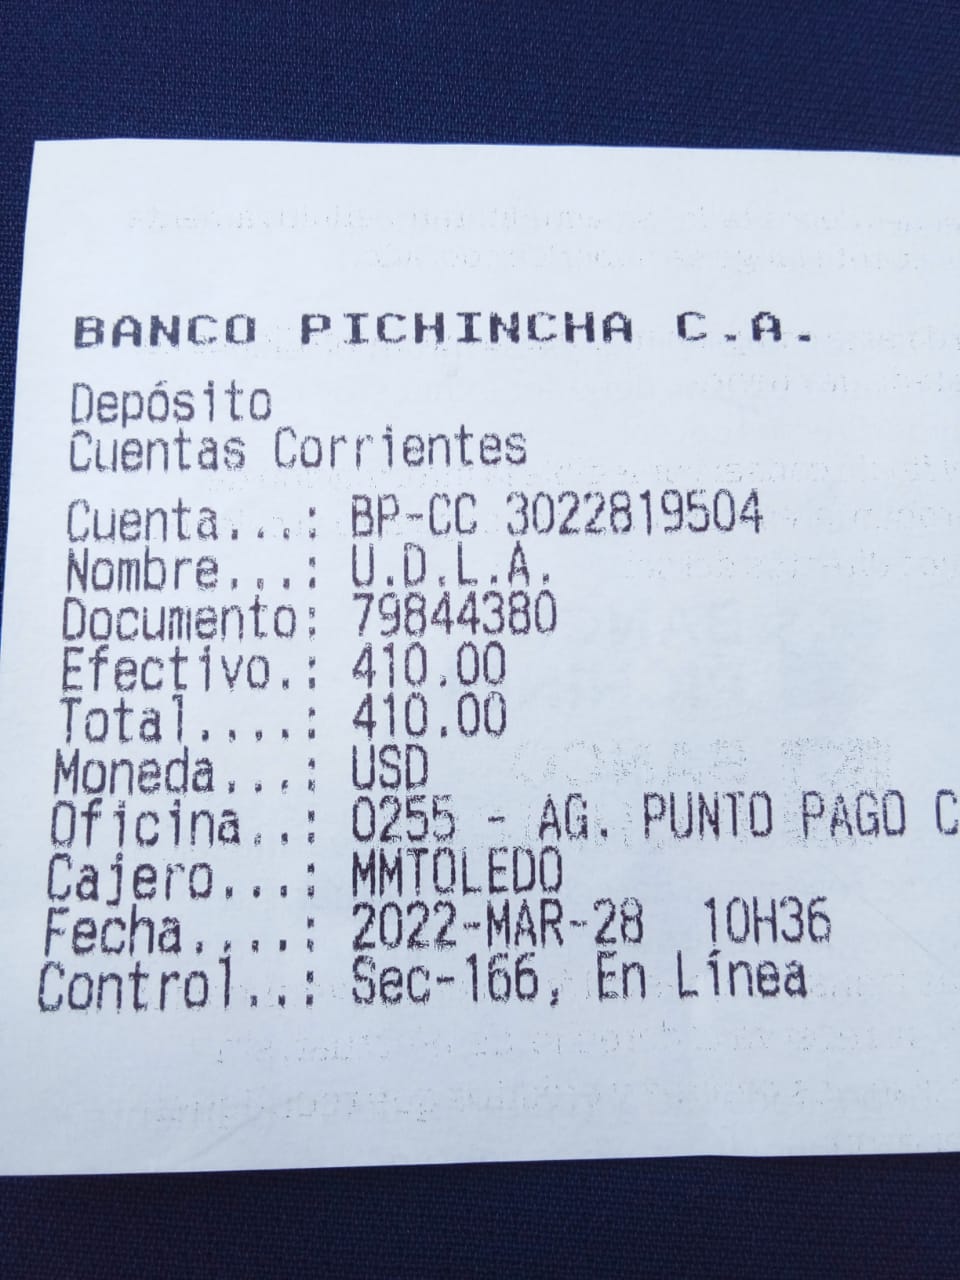 BANCO PICHINCHA C.A.
Depósito
Cuentas Corrientes
Cuenta...: BP-CC 3022819504
Nombre...: U.D.L.A.
Documento: 79844380
Efectivo.: 410.00
Total....: 410.00
Moneda...: USD
Oficina..: 0255 - AG. PUNTO PAGO C
Cajero...: MMTOLEDO
Fecha....: 2022-MAR-28 10H36
Control..: Sec-166, En Línea